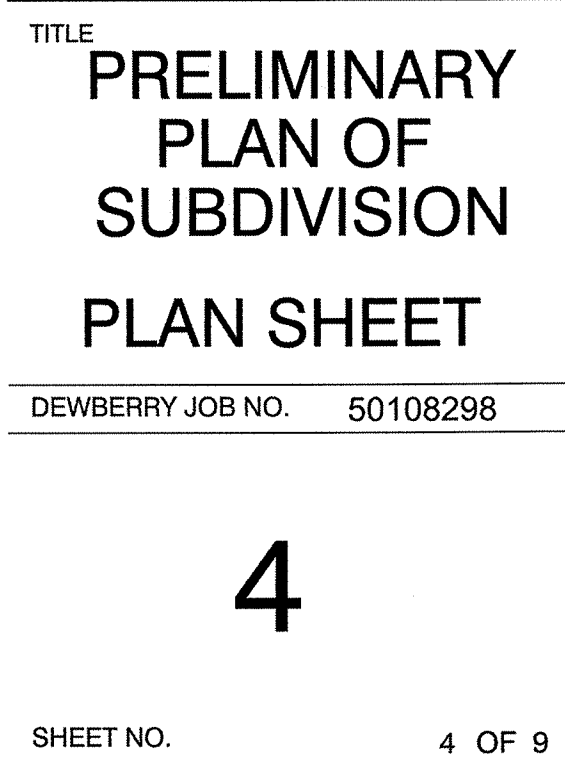 TITLE
PRELIMINARY
PLAN OF
SUBDIVISION
PLAN SHEET
DEWBERRY JOB NO. 50108298
4
SHEET NO. 4 OF 9